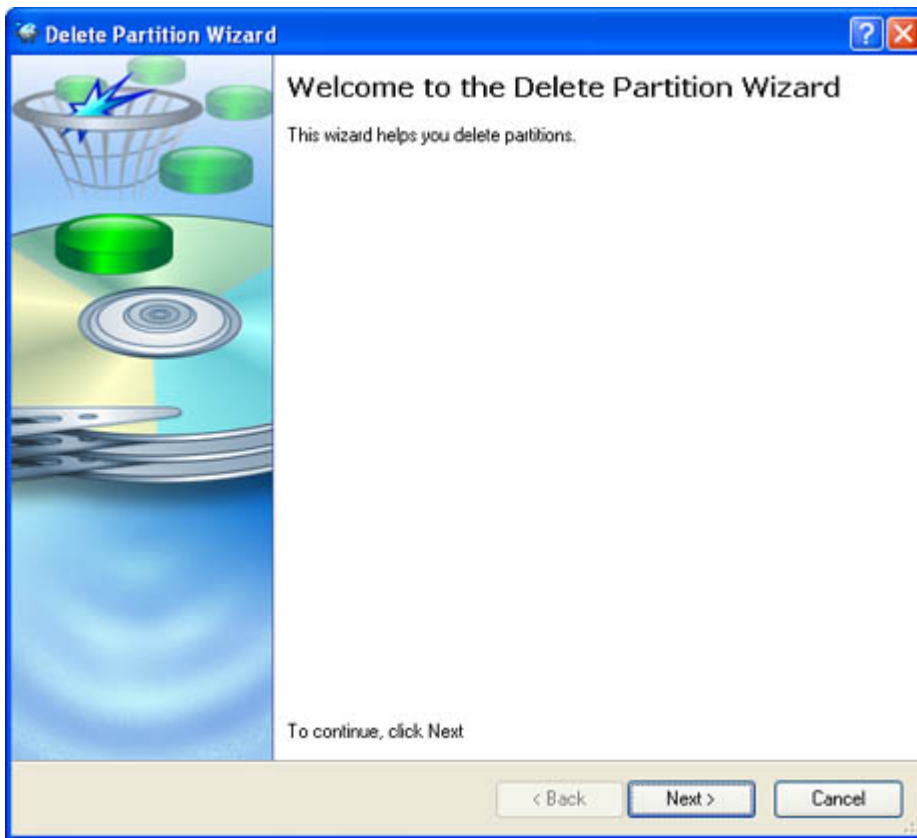 Delete Partition Wizard
Welcome to the Delete Partition Wizard
This wizard helps you delete partitions.
To continue, click Next
< Back Next > Cancel